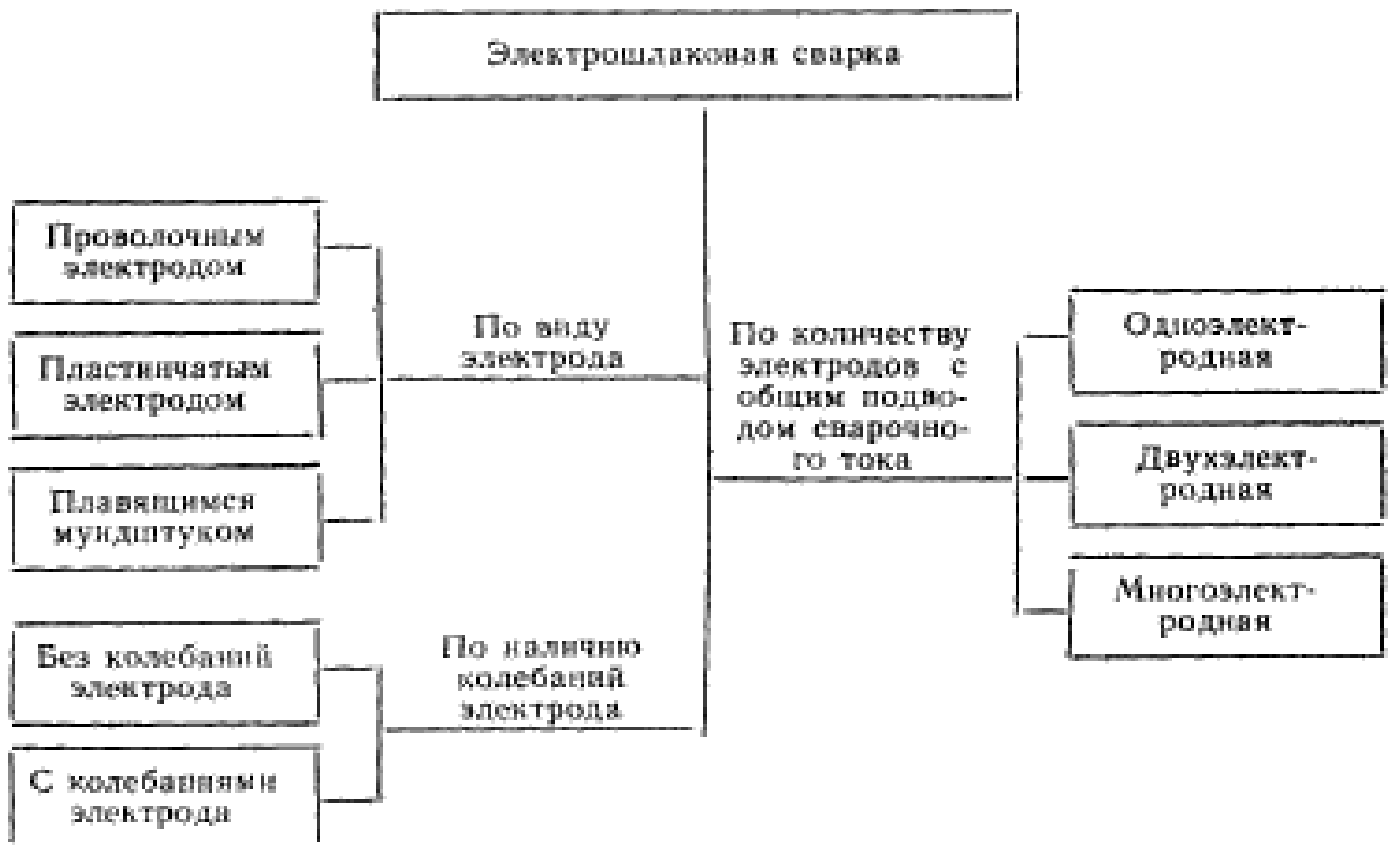 Электрошлаковая сварка
Проволочным
электродом
Пластинчатым
электродом
Плавящимся
мундштуком
По виду
электрода
Без колебаний
электрода
С колебаниями
электрода
По наличию
колебаний
электрода
По количеству
электродов с
общим подво-
дом сварочно-
го тока
Одноэлект-
родная
Двухэлект-
родная
Многоэлект-
родная